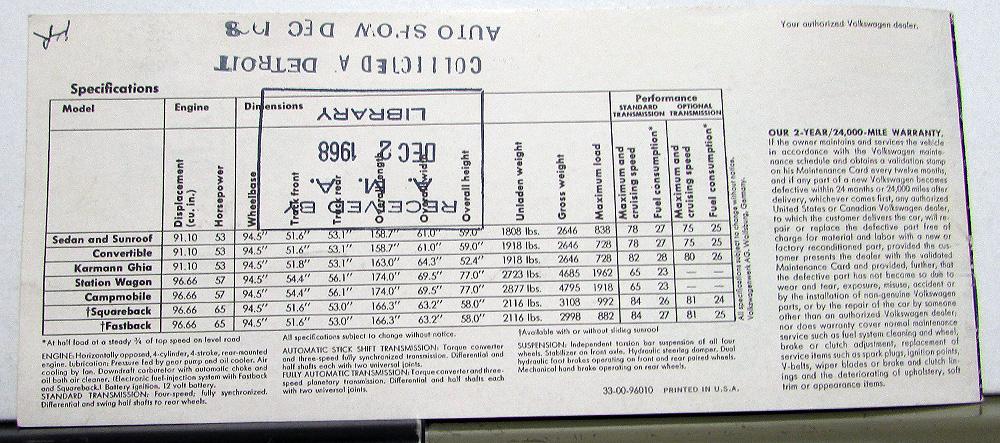 Your authorized Volkswagen dealer.
AUTO SHOW DEC
COLLECTED A DETROIT
LIBRARY
DEC 2 1968
RECEIVED BY
A. M. A.
Specifications
Model Engine Dimensions Performance
STANDARD TRANSMISSION OPTIONAL TRANSMISSION
Displacement (cu. in.) Horsepower Wheelbase Track front Track rear Overall length Overall width Overall height Unladen weight Gross weight Maximum load Maximum and cruising speed Fuel consumption* Maximum and cruising speed Fuel consumption*
Sedan and Sunroof 91.10 53 94.5" 51.6" 53.1" 158.7" 61.0" 59.0" 1808 lbs. 2646 838 78 27 75 25
Convertible 91.10 53 94.5" 51.6" 53.1" 158.7" 61.0" 59.0" 1918 lbs. 2646 728 78 27 75 25
Karmann Ghia 91.10 53 94.5" 51.8" 53.1" 163.0" 64.3" 52.4" 1918 lbs. 2646 728 82 28 80 26
Station Wagon 96.66 57 94.5" 54.4" 56.1" 174.0" 69.5" 77.0" 2723 lbs. 4685 1962 65 23 — —
Campmobile 96.66 57 94.5" 54.4" 56.1" 174.0" 69.5" 77.0" 2877 lbs. 4795 1918 65 23 — —
†Squareback 96.66 65 94.5" 51.6" 53.0" 166.3" 63.2" 58.0" 2116 lbs. 3108 992 84 26 81 24
†Fastback 96.66 65 94.5" 51.6" 53.0" 166.3" 63.2" 58.0" 2116 lbs. 2998 882 84 27 81 25
All specifications subject to change without notice.
Volkswagenwerk AG. Wolfsburg, Germany.
*At half load at a steady ¾ of top speed on level road
All specifications subject to change without notice.
†Available with or without sliding sunroof
ENGINE: Horizontally opposed, 4-cylinder, 4-stroke, rear-mounted
engine. Lubrication: Pressure fed by gear pump and oil cooler. Air
cooling by fan. Downdraft carburetor with automatic choke and
oil bath air cleaner. (Electronic fuel-injection system with Fastback
and Squareback.) Battery ignition. 12 volt battery.
STANDARD TRANSMISSION: Four-speed; fully synchronized.
Differential and swing half shafts to rear wheels.
AUTOMATIC STICK SHIFT TRANSMISSION: Torque converter
and three-speed fully synchronized transmission. Differential and
half shafts each with two universal joints.
FULLY AUTOMATIC TRANSMISSION: Torque converter and three-
speed planetary transmission. Differential and half shafts each
with two universal joints.
SUSPENSION: Independent torsion bar suspension of all four
wheels. Stabilizer on front axle. Hydraulic steering damper. Dual
hydraulic foot brakes operating on front and rear paired wheels.
Mechanical hand brake operating on rear wheels.
33-00-96010 PRINTED IN U.S.A.
OUR 2-YEAR/24,000-MILE WARRANTY.
If the owner maintains and services the vehicle
in accordance with the Volkswagen mainte-
nance schedule and obtains a validation stamp
on his Maintenance Card every twelve months,
and if any part of a new Volkswagen becomes
defective within 24 months or 24,000 miles after
delivery, whichever comes first, any authorized
United States or Canadian Volkswagen dealer,
to which the customer delivers the car, will re-
pair or replace the defective part free of
charge for material and labor with a new or
factory reconditioned part, provided the cus-
tomer presents the dealer with the validated
Maintenance Card and provided, further, that
the defective part has not become so due to
wear and tear, exposure, misuse, accident or
by the installation of non-genuine Volkswagen
parts, or by the repair of the car by someone
other than an authorized Volkswagen dealer;
nor does warranty cover normal maintenance
service such as fuel system cleaning and wheel,
brake or clutch adjustment, replacement of
service items such as spark plugs, ignition points,
V-belts, wiper blades or brake and clutch lin-
ings and the deteriorating of upholstery, soft
trim or appearance items.